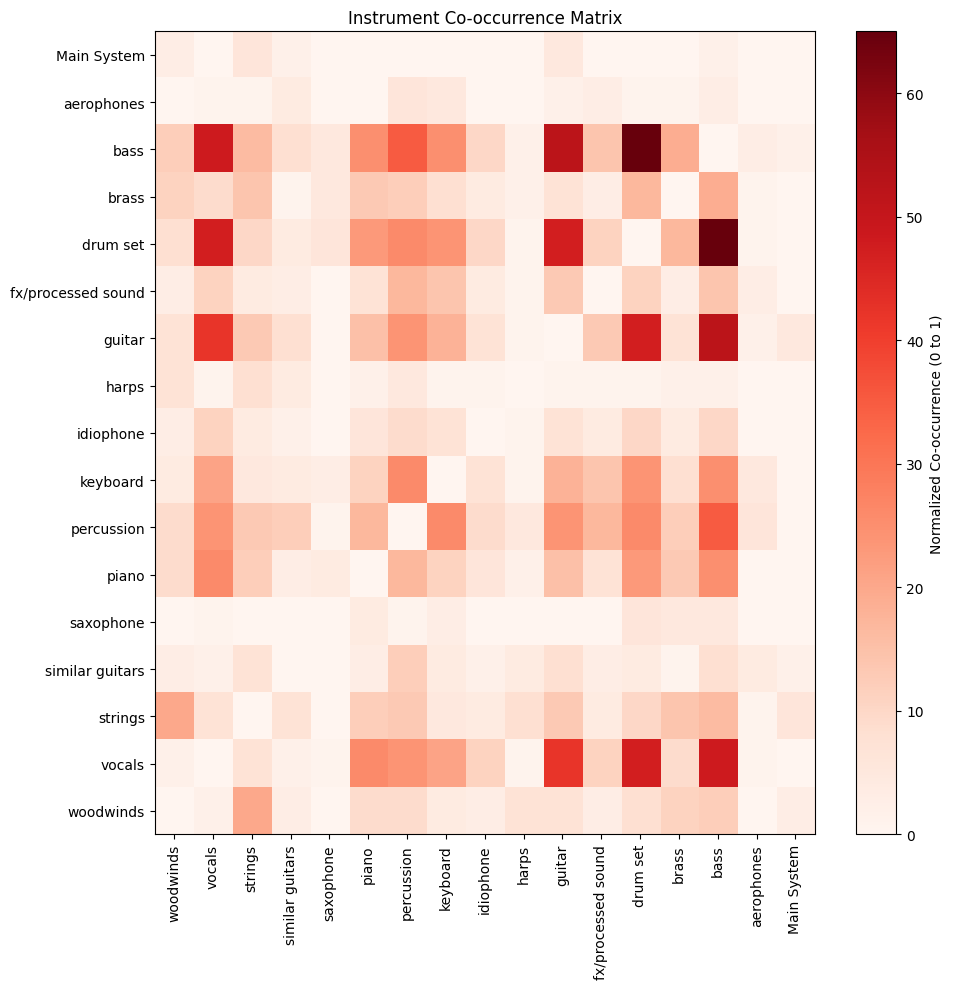 Instrument Co-occurrence Matrix
Main System
aerophones
bass
brass
drum set
fx/processed sound
guitar
harps
idiophone
keyboard
percussion
piano
saxophone
similar guitars
strings
vocals
woodwinds
woodwinds
vocals
strings
similar guitars
saxophone
piano
percussion
keyboard
idiophone
harps
guitar
fx/processed sound
drum set
brass
bass
aerophones
Main System
60
50
40
30
20
10
0
Normalized Co-occurrence (0 to 1)